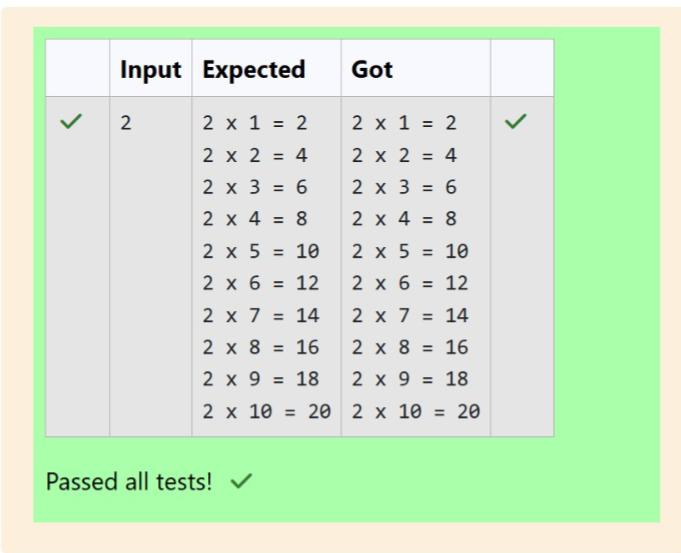 Input Expected Got
2 2 x 1 = 2 2 x 1 = 2
2 x 2 = 4 2 x 2 = 4
2 x 3 = 6 2 x 3 = 6
2 x 4 = 8 2 x 4 = 8
2 x 5 = 10 2 x 5 = 10
2 x 6 = 12 2 x 6 = 12
2 x 7 = 14 2 x 7 = 14
2 x 8 = 16 2 x 8 = 16
2 x 9 = 18 2 x 9 = 18
2 x 10 = 20 2 x 10 = 20
Passed all tests!